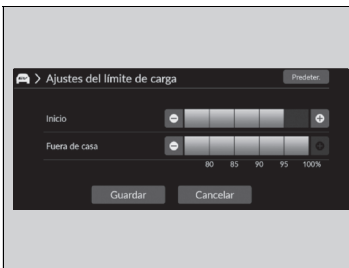 > Ajustes del límite de carga
Predeter.
Inicio
Fuera de casa
80 85 90 95 100%
Guardar
Cancelar